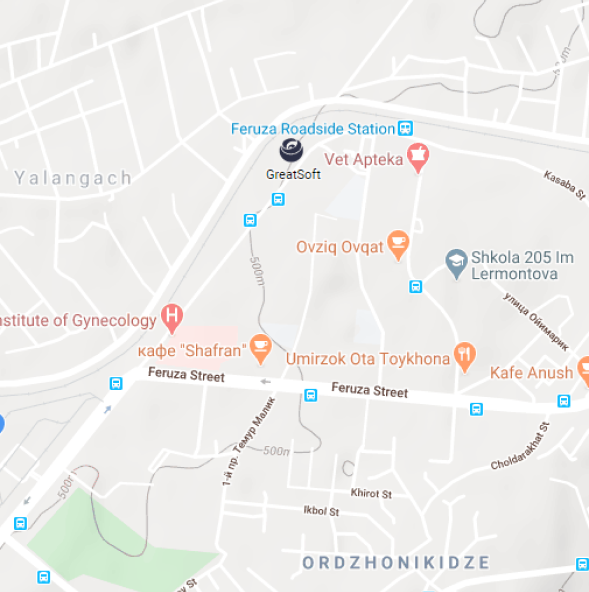 Feruza Roadside Station
Vet Apteka
GreatSoft
Yalangach
Kasaba St
Ovziq Ovqat
Shkola 205 Im
Lermontova
500m
улица Ойимарик
nstitute of Gynecology
кафе "Shafran"
Umirzok Ota Toykhona
Kafe Anush
Feruza Street
Feruza Street
1-й пр. Темур Малик
Choldarakhat St
500m
500m
Khirot St
Ikbol St
ORDZHONIKIDZE
St